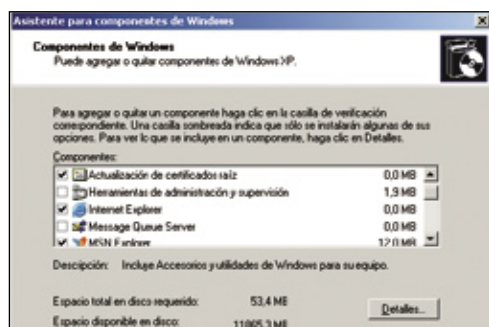 Asistente para componentes de Windows
Componentes de Windows
Puede agregar o quitar componentes de Windows XP.
Para agregar o quitar un componente haga clic en la casilla de verificación
correspondiente. Una casilla sombreada indica que sólo se instalarán algunas de sus
opciones. Para ver lo que se incluye en un componente, haga clic en Detalles.
Componentes:
Actualización de certificados raíz 0,0 MB
Herramientas de administración y supervisión 1,9 MB
Internet Explorer 0,0 MB
Message Queue Server 0,0 MB
MSN Explorer 12,0 MB
Descripción: Incluye Accesorios y utilidades de Windows para su equipo.
Espacio total en disco requerido: 53,4 MB
Detalles...
Espacio disponible en disco: 11865,3 MB